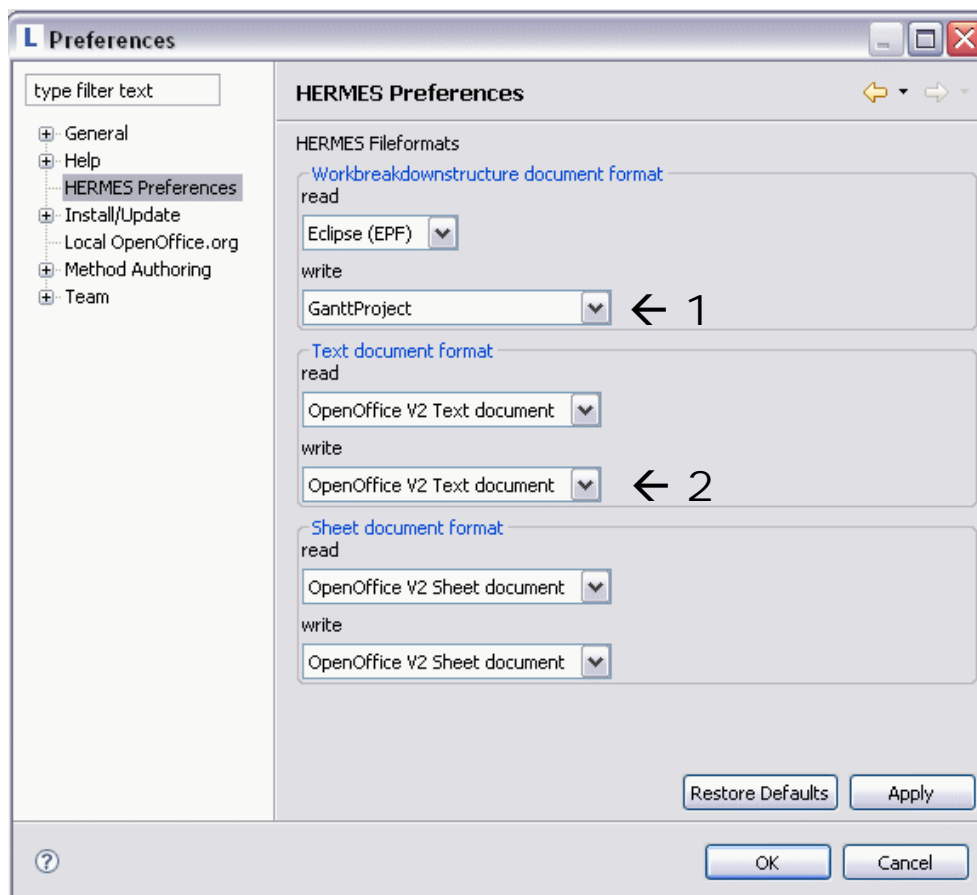 L Preferences
type filter text
General
Help
HERMES Preferences
Install/Update
Local OpenOffice.org
Method Authoring
Team
HERMES Preferences
HERMES Fileformats
Workbreakdownstructure document format
read
Eclipse (EPF)
write
GanttProject ← 1
Text document format
read
OpenOffice V2 Text document
write
OpenOffice V2 Text document ← 2
Sheet document format
read
OpenOffice V2 Sheet document
write
OpenOffice V2 Sheet document
Restore Defaults Apply
? OK Cancel